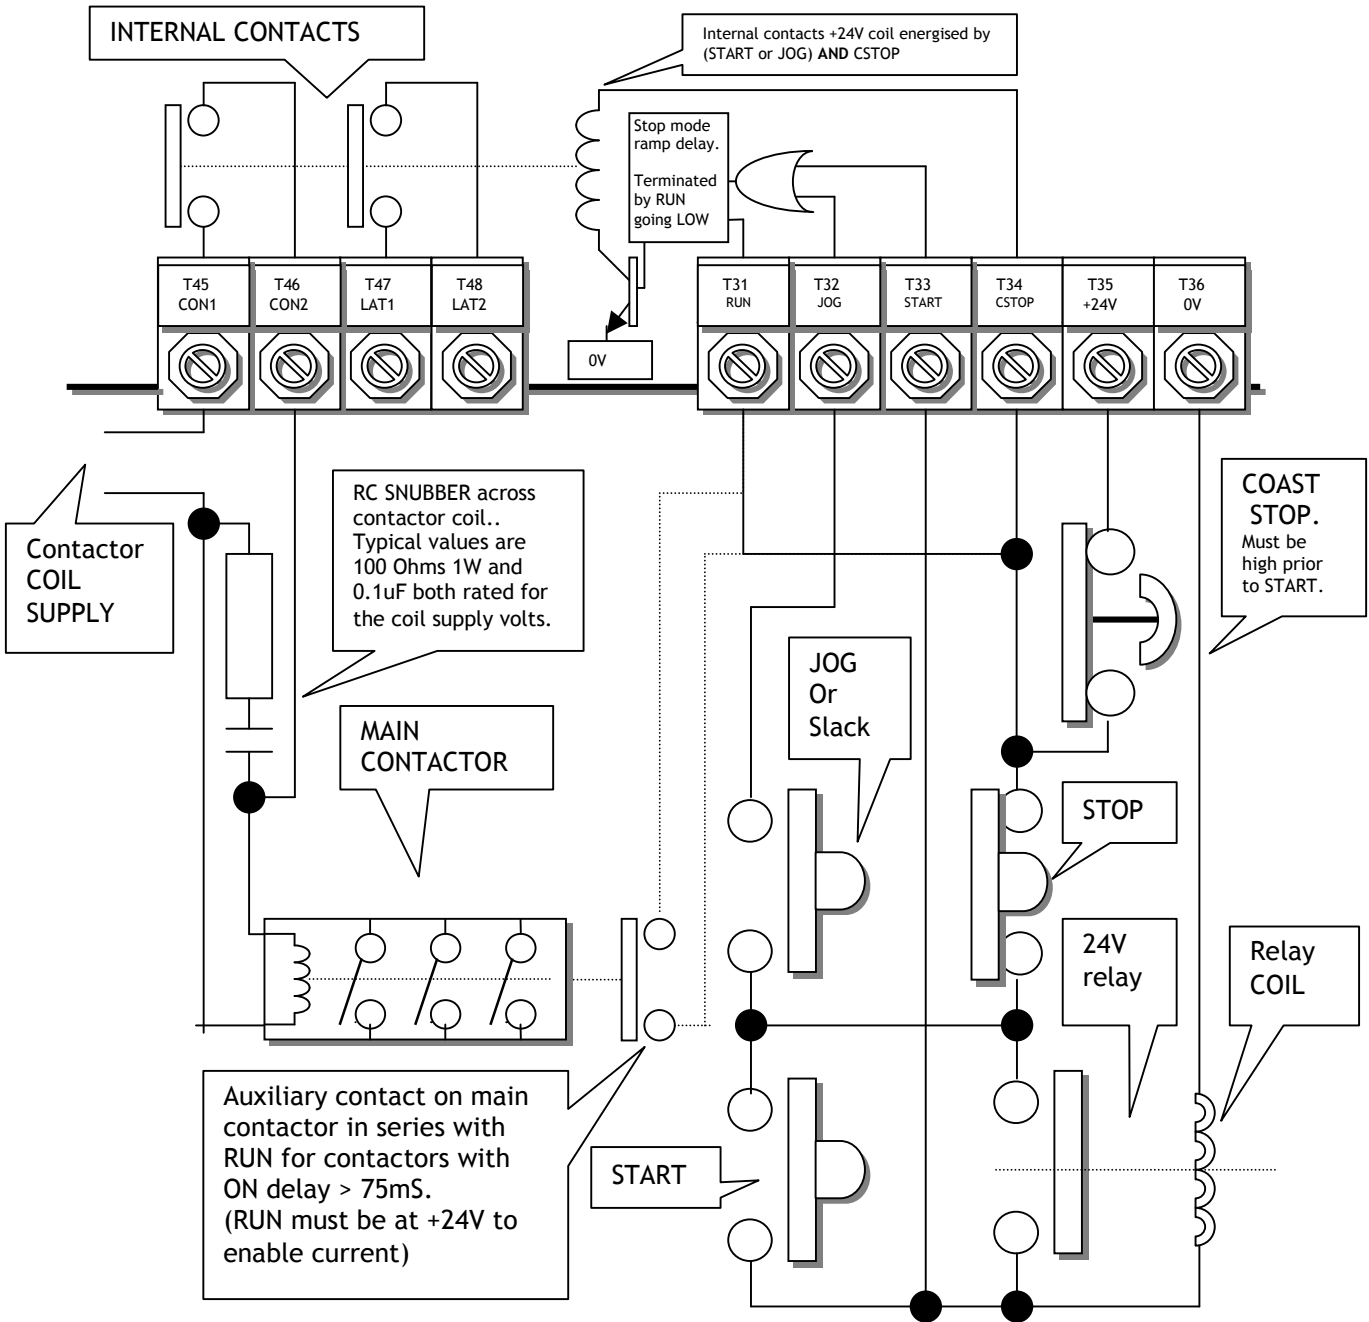 INTERNAL CONTACTS
Internal contacts +24V coil energised by
(START or JOG) AND CSTOP
Stop mode
ramp delay.
Terminated
by RUN
going LOW
T45
CON1
T46
CON2
T47
LAT1
T48
LAT2
0V
T31
RUN
T32
JOG
T33
START
T34
CSTOP
T35
+24V
T36
0V
Contactor
COIL
SUPPLY
RC SNUBBER across
contactor coil..
Typical values are
100 Ohms 1W and
0.1uF both rated for
the coil supply volts.
COAST
STOP.
Must be
high prior
to START.
JOG
Or
Slack
MAIN
CONTACTOR
STOP
24V
relay
Relay
COIL
Auxiliary contact on main
contactor in series with
RUN for contactors with
ON delay > 75mS.
(RUN must be at +24V to
enable current)
START